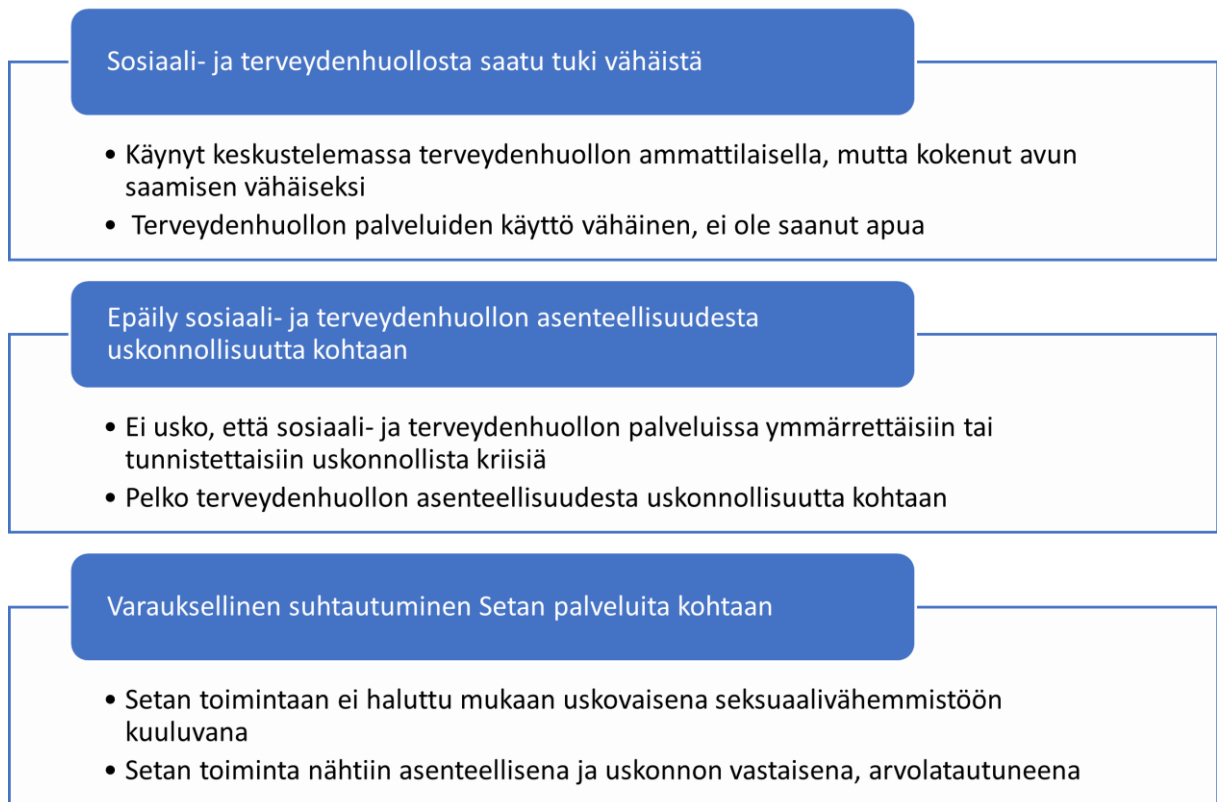 Sosiaali- ja terveydenhuollosta saatu tuki vähäistä
• Käynyt keskustelemassa terveydenhuollon ammattilaisella, mutta kokenut avun
saamisen vähäiseksi
• Terveydenhuollon palveluiden käyttö vähäinen, ei ole saanut apua
Epäily sosiaali- ja terveydenhuollon asenteellisuudesta
uskonnollisuutta kohtaan
• Ei usko, että sosiaali- ja terveydenhuollon palveluissa ymmärrettäisiin tai
tunnistettaisiin uskonnollista kriisiä
• Pelko terveydenhuollon asenteellisuudesta uskonnollisuutta kohtaan
Varauksellinen suhtautuminen Setan palveluita kohtaan
• Setan toimintaan ei haluttu mukaan uskovaisena seksuaalivähemmistöön
kuuluvana
• Setan toiminta nähtiin asenteellisena ja uskonnon vastaisena, arvolatautuneena